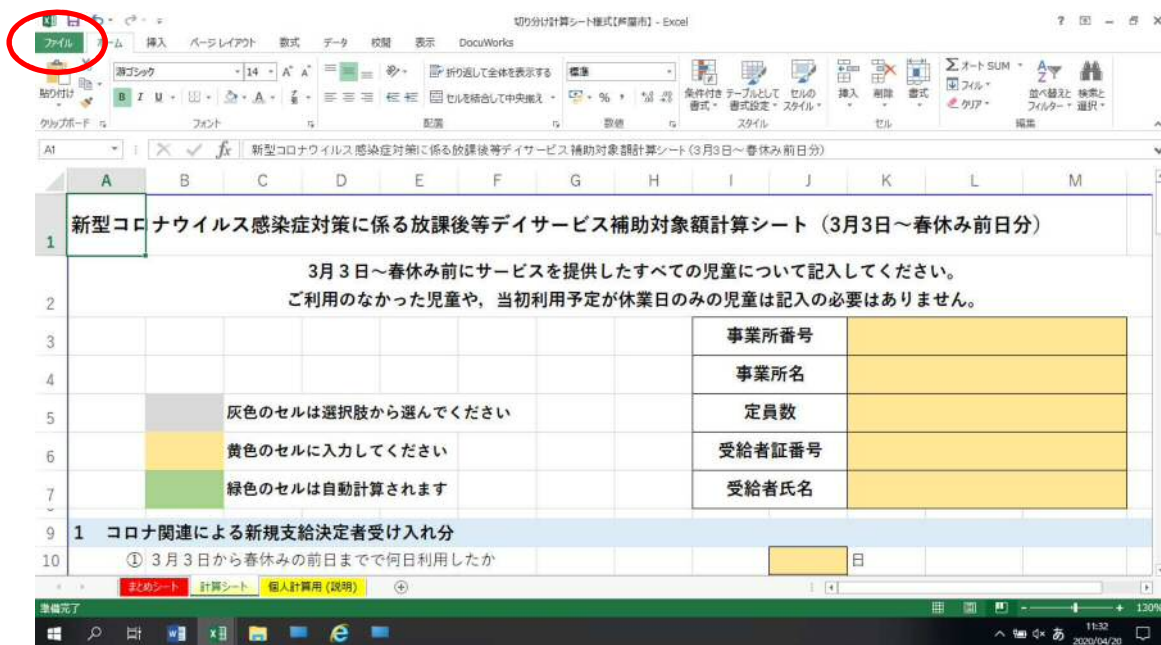 切り分け計算シート様式【芦屋市】 - Excel
ファイル ホーム 挿入 ページレイアウト 数式 データ 校閲 表示 DocuWorks
游ゴシック 14 折り返して全体を表示する 標準 オート SUM
貼り付け B I U セルを結合して中央揃え % 条件付き書式 テーブルとして書式設定 セルのスタイル 挿入 削除 書式 フィル クリア 並べ替えとフィルター 検索と選択
クリップボード フォント 配置 数値 スタイル セル 編集
A1 fx 新型コロナウイルス感染症対策に係る放課後等デイサービス補助対象額計算シート(3月3日～春休み前日分)
A B C D E F G H I J K L M
1 新型コロナウイルス感染症対策に係る放課後等デイサービス補助対象額計算シート（3月3日～春休み前日分）
3月３日～春休み前にサービスを提供したすべての児童について記入してください。
2 ご利用のなかった児童や，当初利用予定が休業日のみの児童は記入の必要はありません。
3 事業所番号
4 事業所名
5 灰色のセルは選択肢から選んでください 定員数
6 黄色のセルに入力してください 受給者証番号
7 緑色のセルは自動計算されます 受給者氏名
9 1 コロナ関連による新規支給決定者受け入れ分
10 ① ３月３日から春休みの前日までで何日利用したか 日
まとめシート 計算シート 個人計算用 (説明)
準備完了 130%
あ 11:32
2020/04/20